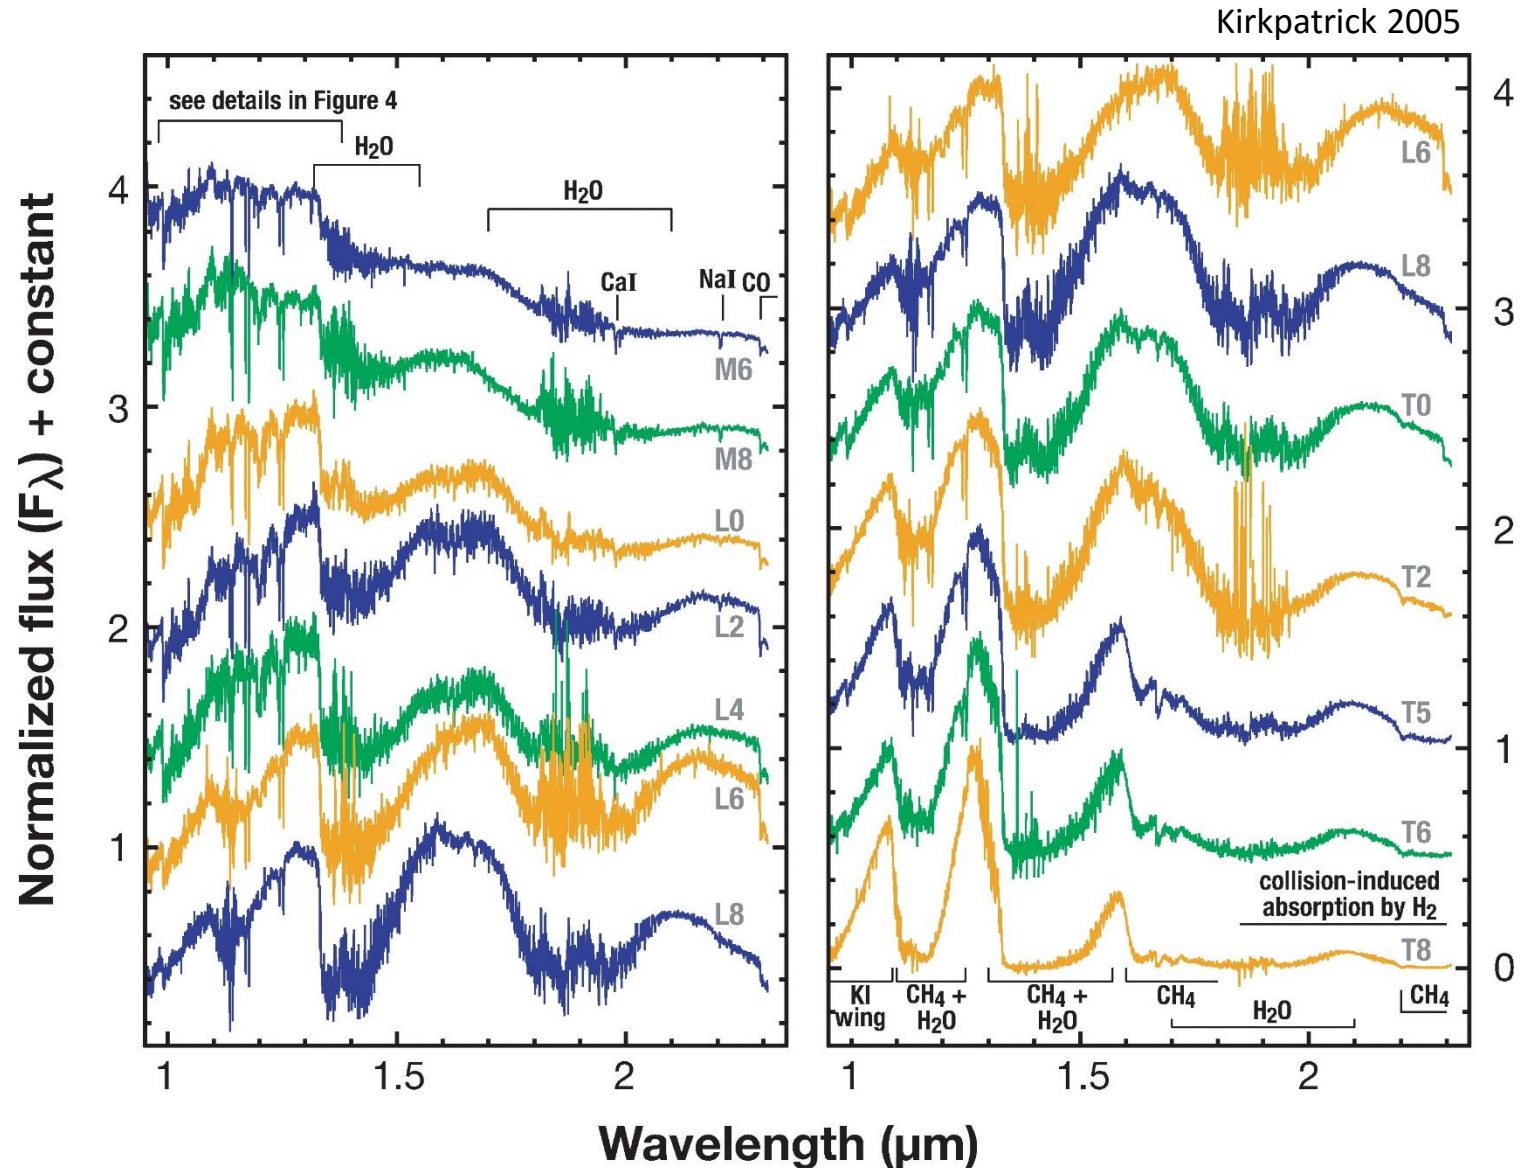 Kirkpatrick 2005
see details in Figure 4
H2O
H2O
CaI
NaI CO
M6
M8
L0
L2
L4
L6
L8
4
3
2
1
1
1.5
2
Normalized flux (Fλ) + constant
L6
L8
T0
T2
T5
T6
collision-induced
absorption by H2
T8
KI
wing
CH4 +
H2O
CH4 +
H2O
CH4
H2O
CH4
4
3
2
1
0
1
1.5
2
Wavelength (μm)